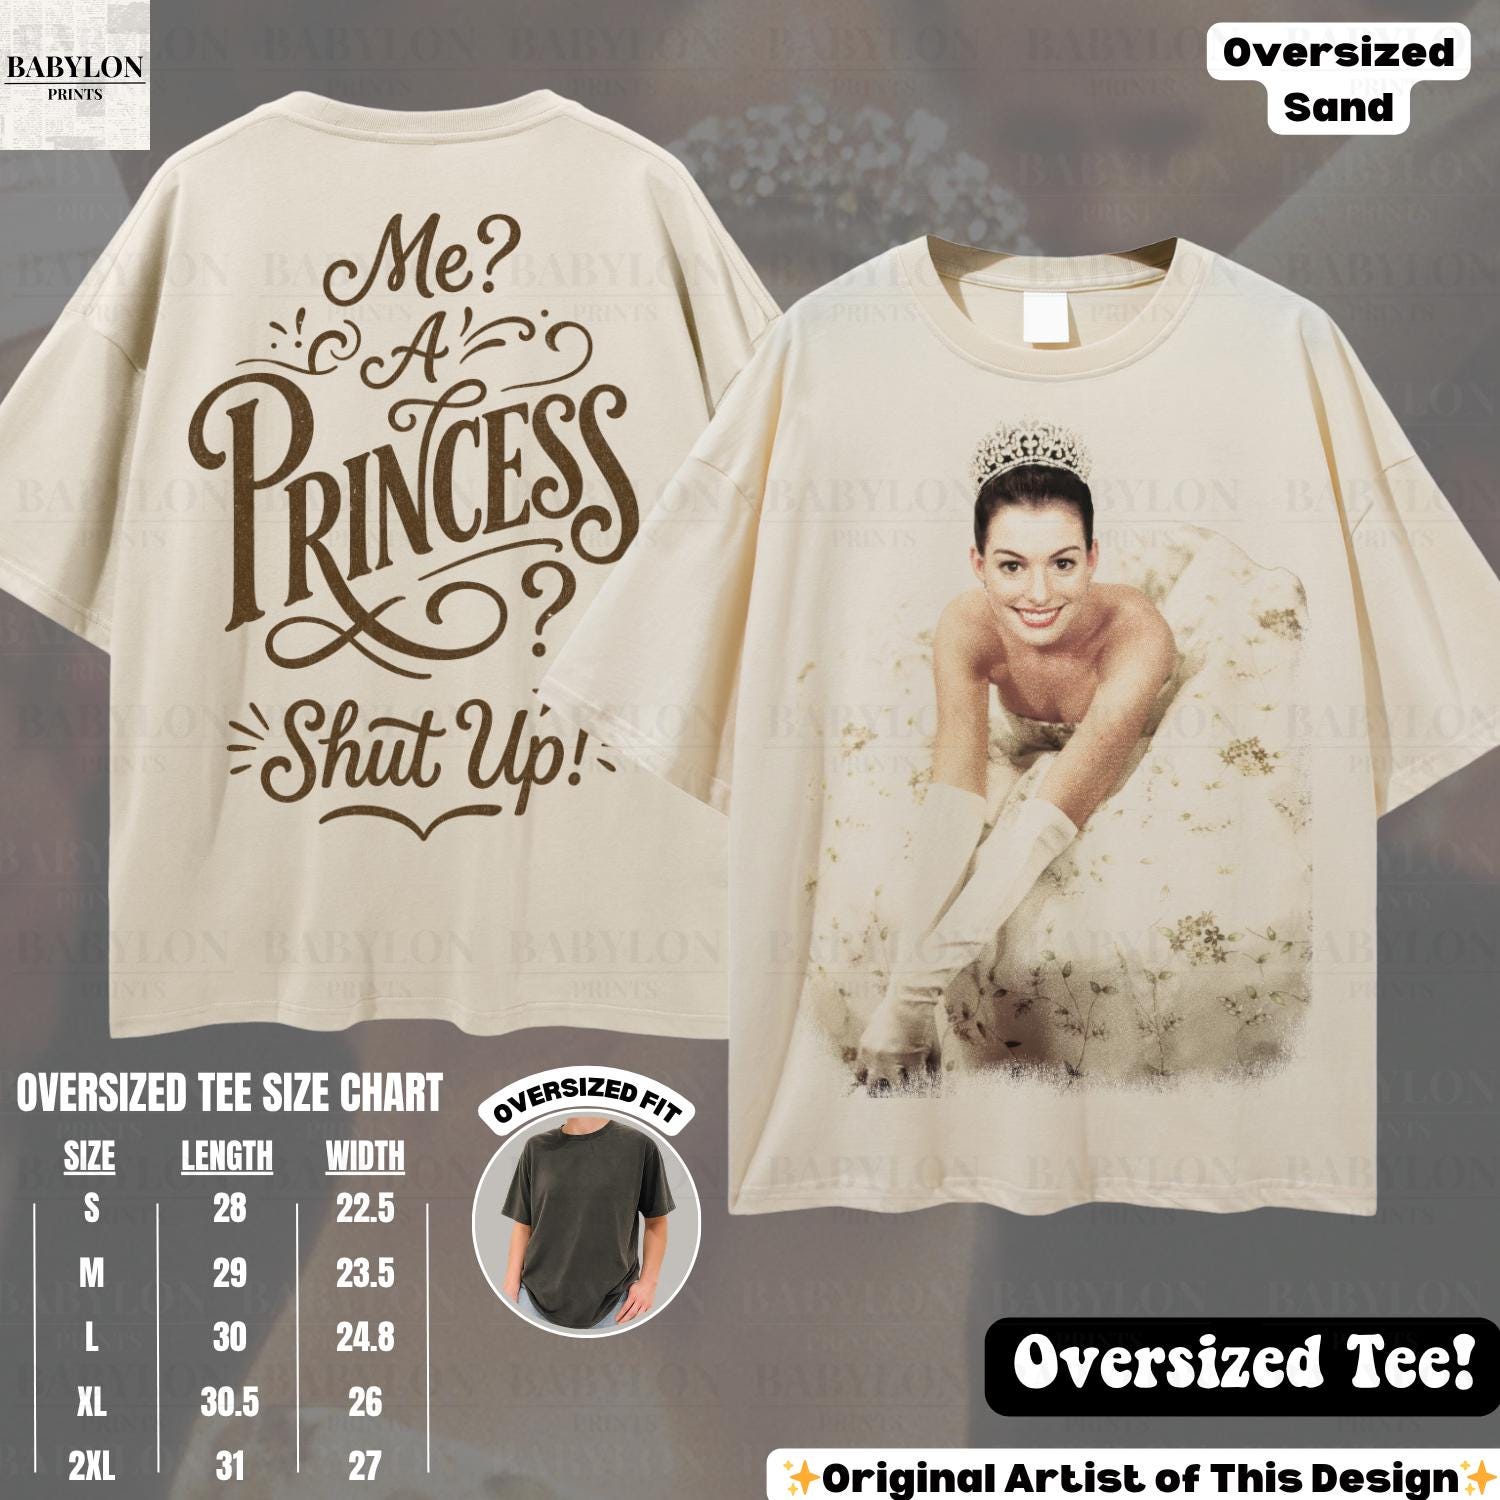 BABYLON
PRINTS
Oversized
Sand
Me?
A
PRINCESS
?
Shut Up!
OVERSIZED TEE SIZE CHART
SIZE LENGTH WIDTH
S 28 22.5
M 29 23.5
L 30 24.8
XL 30.5 26
2XL 31 27
OVERSIZED FIT
Oversized Tee!
✨Original Artist of This Design✨